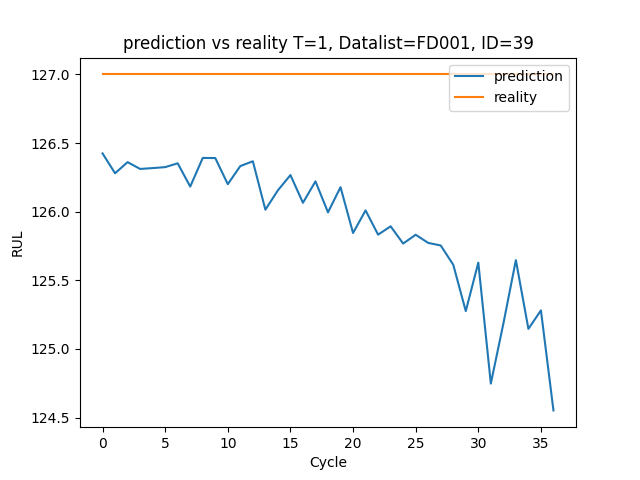 prediction vs reality T=1, Datalist=FD001, ID=39
127.0
126.5
126.0
125.5
125.0
124.5
RUL
prediction
reality
0 5 10 15 20 25 30 35
Cycle